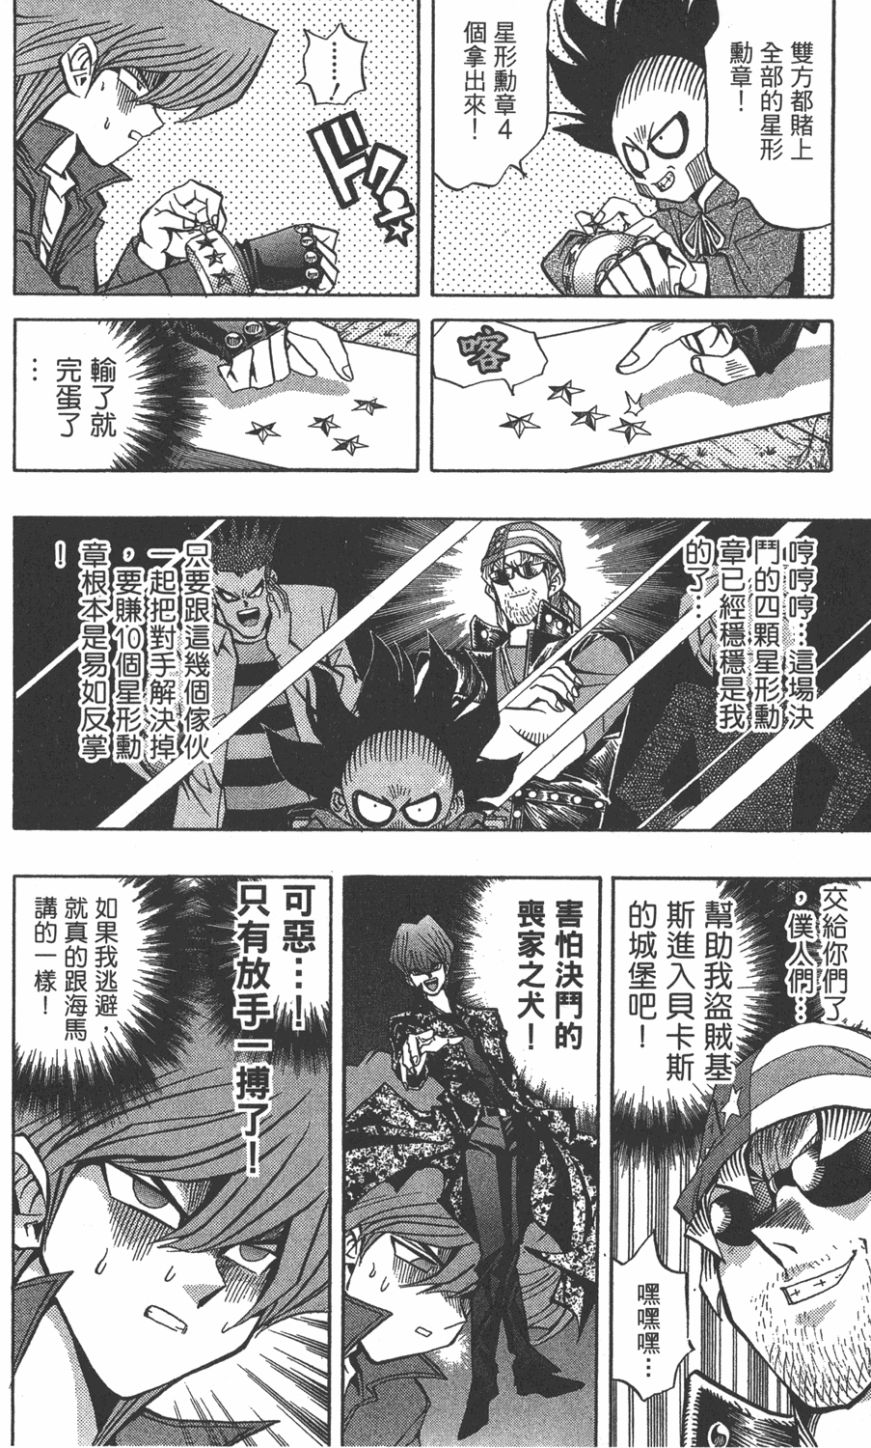 雙方都賭上
全部的星形
勳章！
星形勳章4
個拿出來！
……！
ドキン☆
喀
輸了就
完蛋了
…
哼哼哼…這場決
鬥的四顆星形勳
章已經穩穩是我
的了…
只要跟這幾個傢伙
一起把對手解決掉
，要賺10個星形勳
章根本是易如反掌
！
交給你們了
，僕人們…
幫助我盜賊基
斯進入貝卡斯
的城堡吧！
嘿嘿嘿…
害怕決鬥的
喪家之犬！
可惡…！
只有放手一搏了！
如果我逃避，
就真的跟海馬
講的一樣！